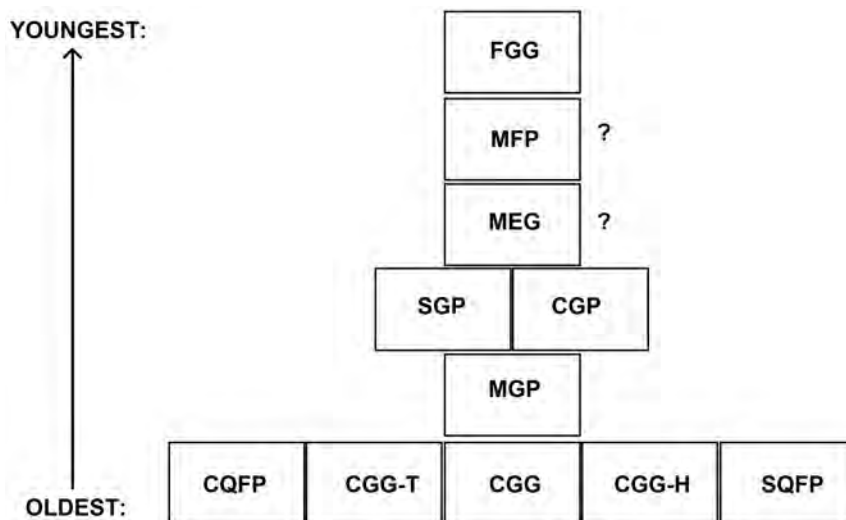 YOUNGEST:
FGG
MFP ?
MEG ?
SGP CGP
MGP
CQFP CGG-T CGG CGG-H SQFP
OLDEST: